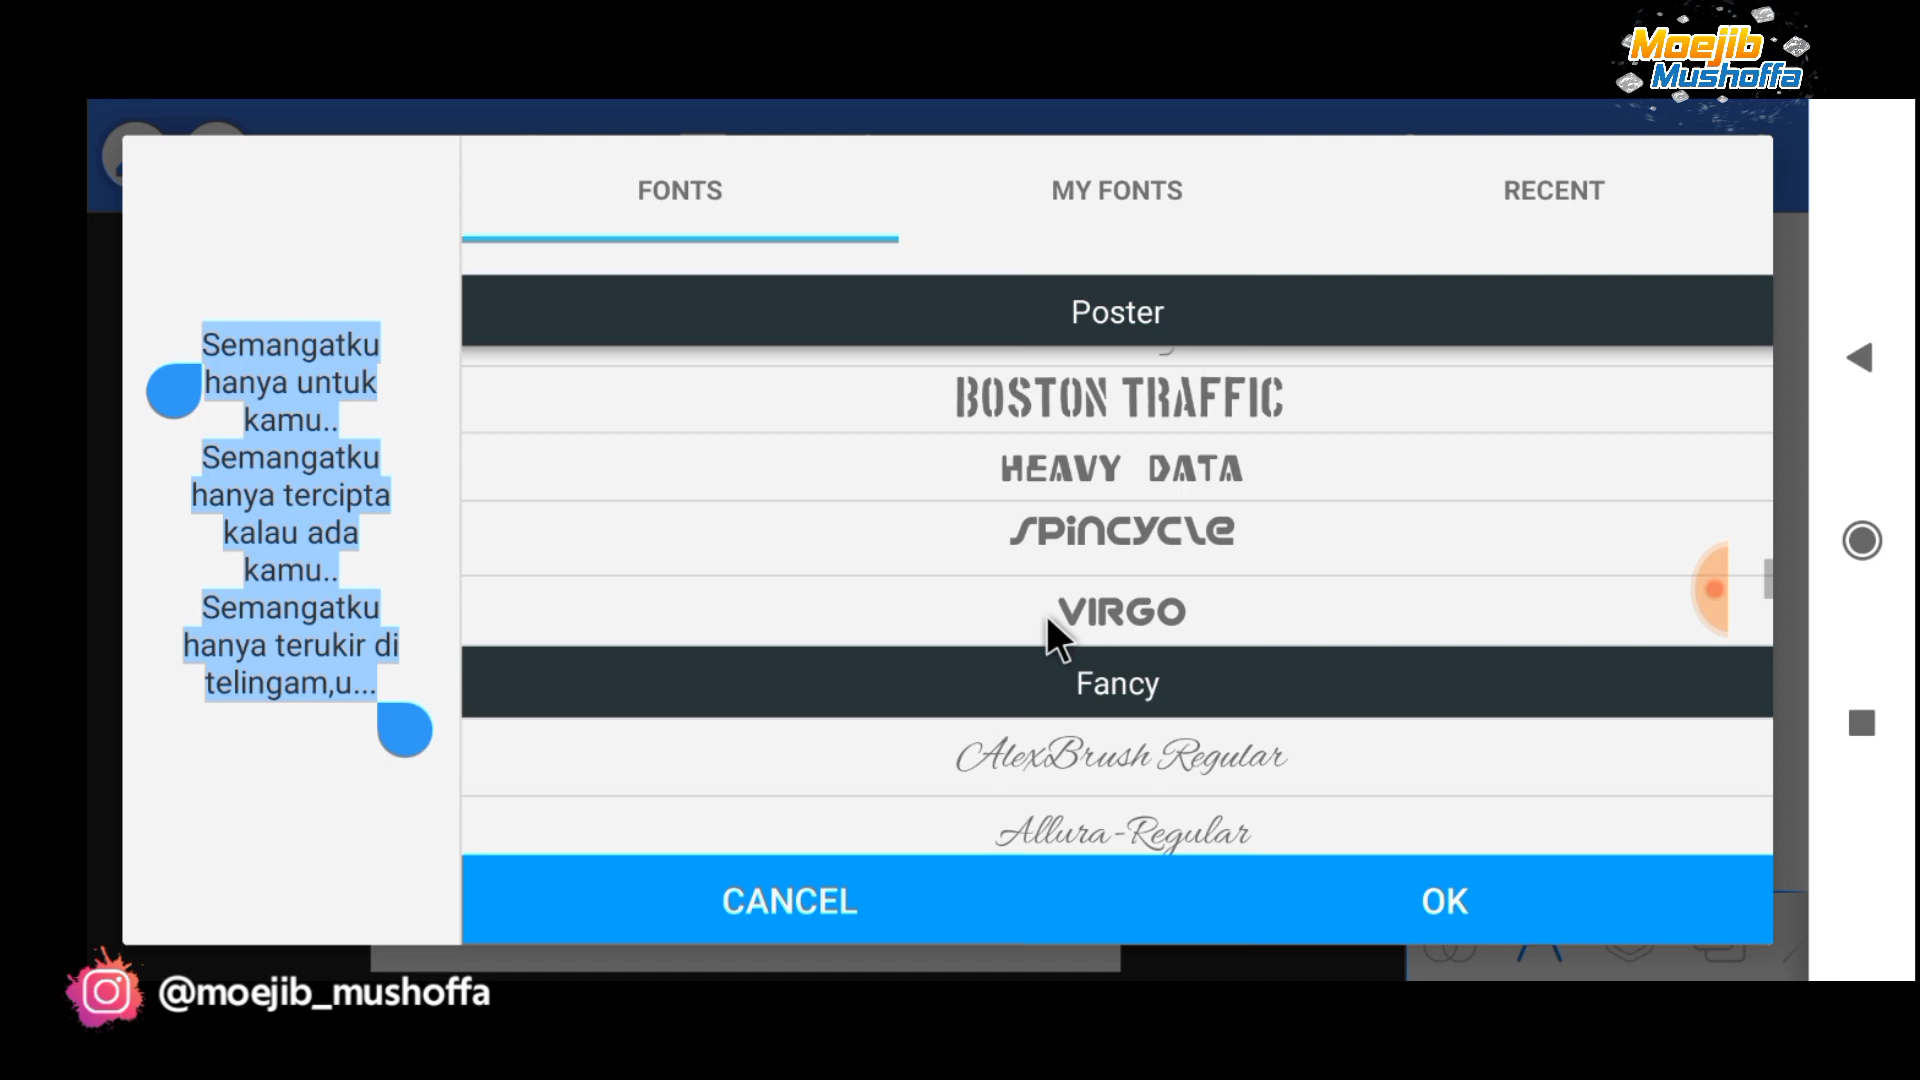 Moejib
Mushoffa
FONTS
MY FONTS
RECENT
Semangatku
hanya untuk
kamu..
Semangatku
hanya tercipta
kalau ada
kamu..
Semangatku
hanya terukir di
telingam,u...
Poster
BOSTON TRAFFIC
HEAVY DATA
SPiNCYCLe
VIRGO
Fancy
AlexBrush Regular
Allura-Regular
CANCEL
OK
@moejib_mushoffa